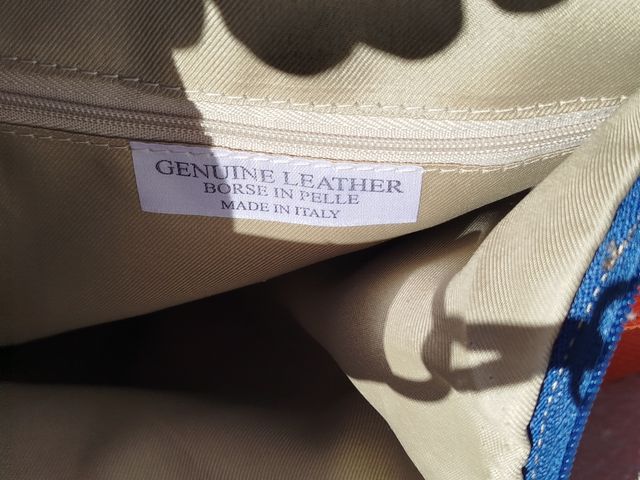 GENUINE LEATHER
BORSE IN PELLE
MADE IN ITALY